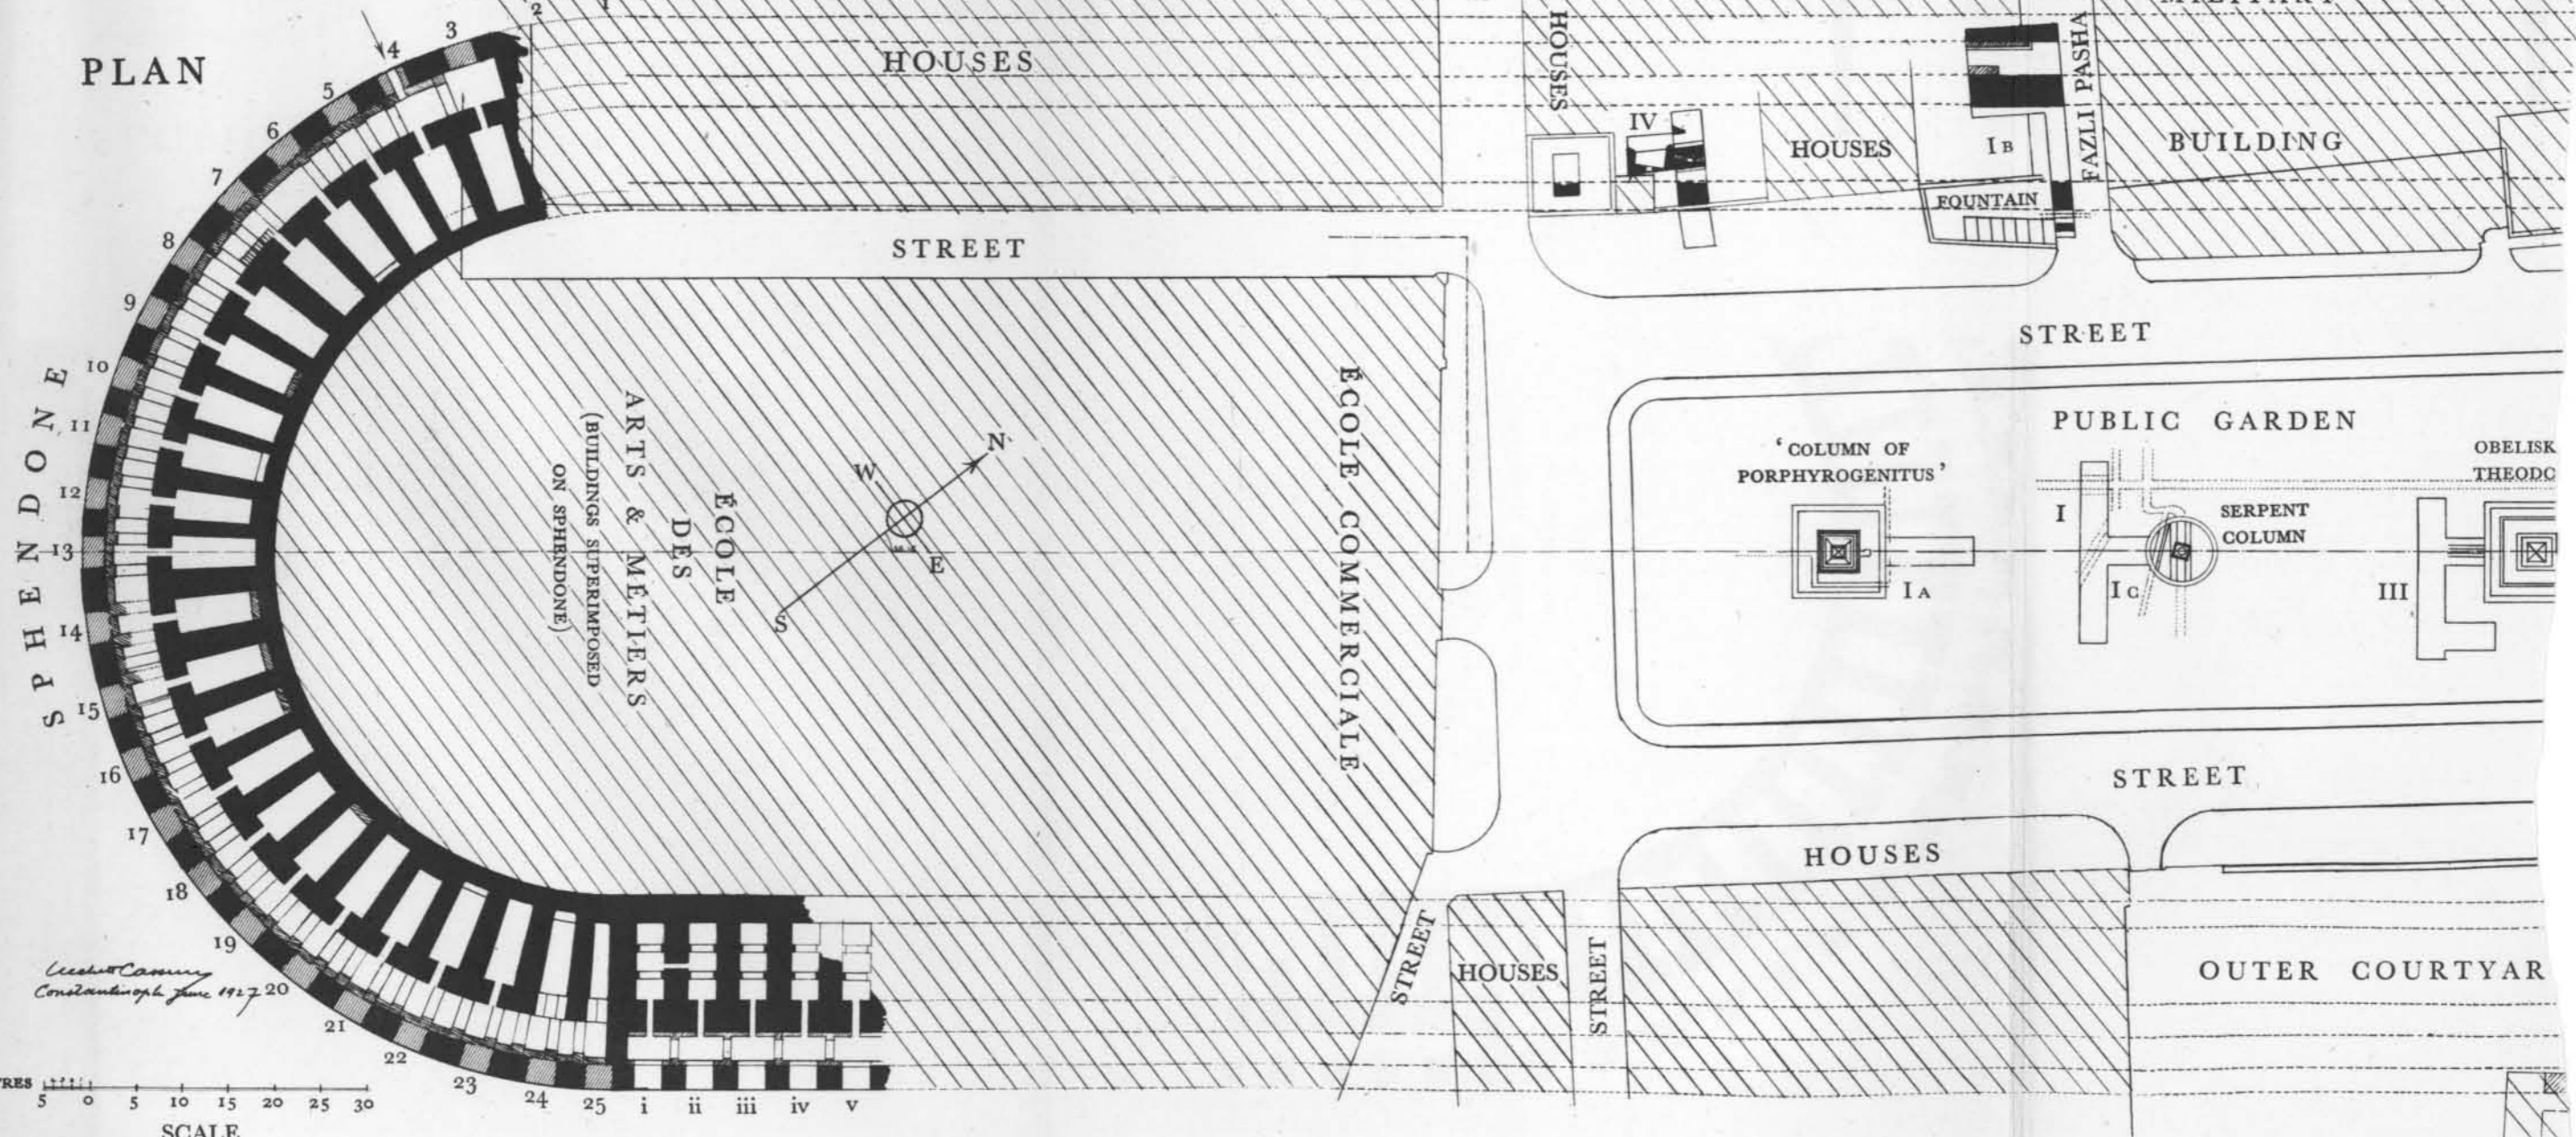 PLAN
SPHENDONE
1
2
3
4
5
6
7
8
9
10
11
12
13
14
15
16
17
18
19
20
21
22
23
24
25
i
ii
iii
iv
v
HOUSES
STREET
ÉCOLE
DES
ARTS & MÉTIERS
(BUILDINGS SUPERIMPOSED
ON SPHENDONE)
N
W
E
S
ÉCOLE COMMERCIALE
HOUSES
IV
HOUSES
I B
FOUNTAIN
FAZLI PASHA
BUILDING
STREET
PUBLIC GARDEN
'COLUMN OF
PORPHYROGENITUS'
I A
I
I C
SERPENT
COLUMN
III
OBELISK
THEODO
STREET
HOUSES
STREET
HOUSES
STREET
OUTER COURTYAR
Constantinople June 1927
5 0 5 10 15 20 25 30
SCALE